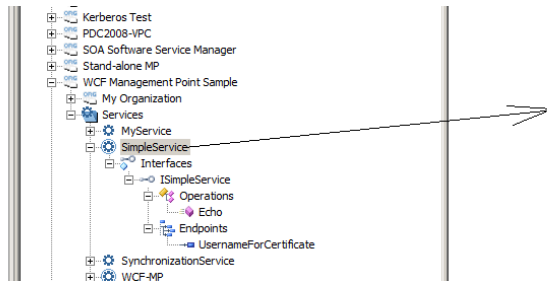 Kerberos Test
PDC2008-VPC
SOA Software Service Manager
Stand-alone MP
WCF Management Point Sample
My Organization
Services
MyService
SimpleService
Interfaces
ISimpleService
Operations
Echo
Endpoints
UsernameForCertificate
SynchronizationService
WCF-MP